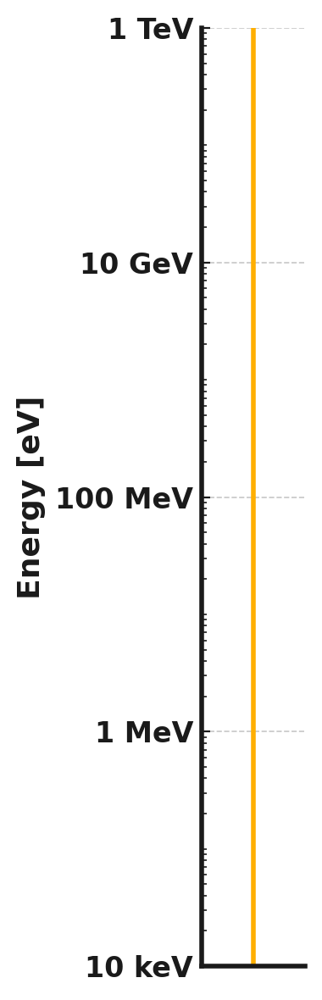 1 TeV
10 GeV
100 MeV
1 MeV
10 keV
Energy [eV]